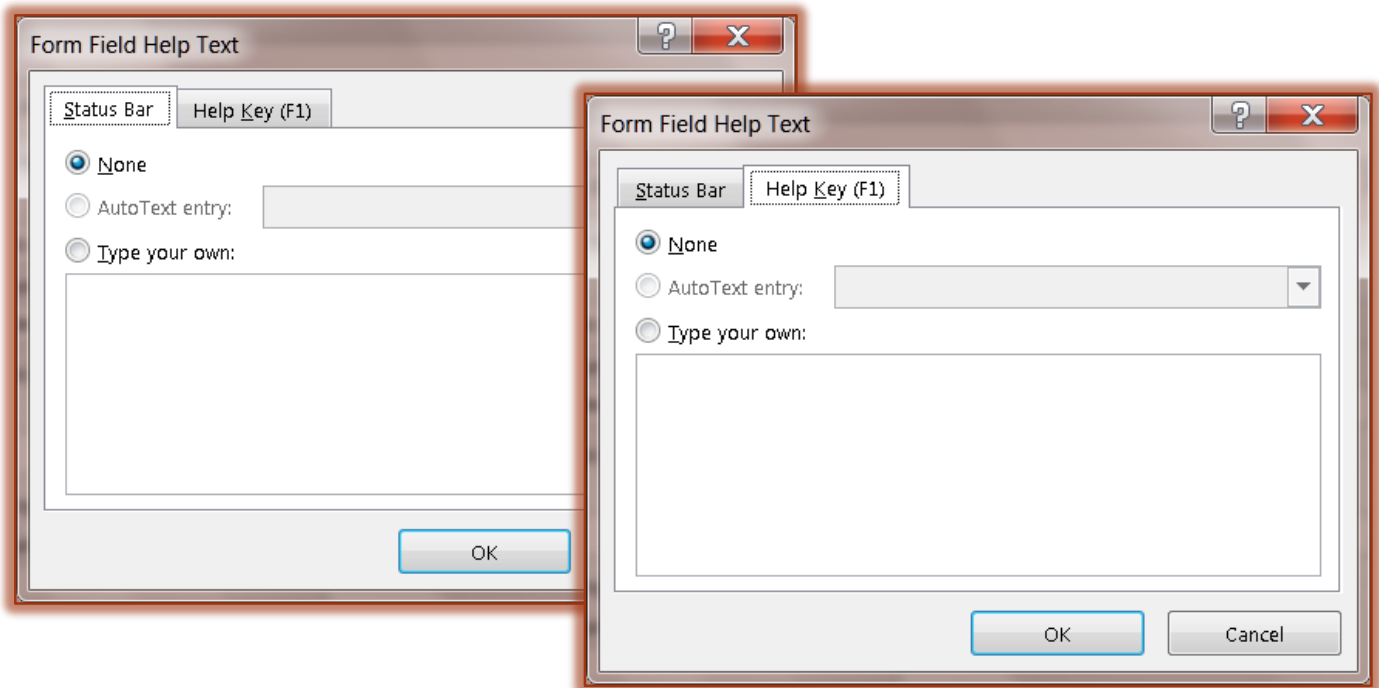 Form Field Help Text
Status Bar Help Key (F1)
None
AutoText entry:
Type your own:
OK
Form Field Help Text
Status Bar Help Key (F1)
None
AutoText entry:
Type your own:
OK Cancel